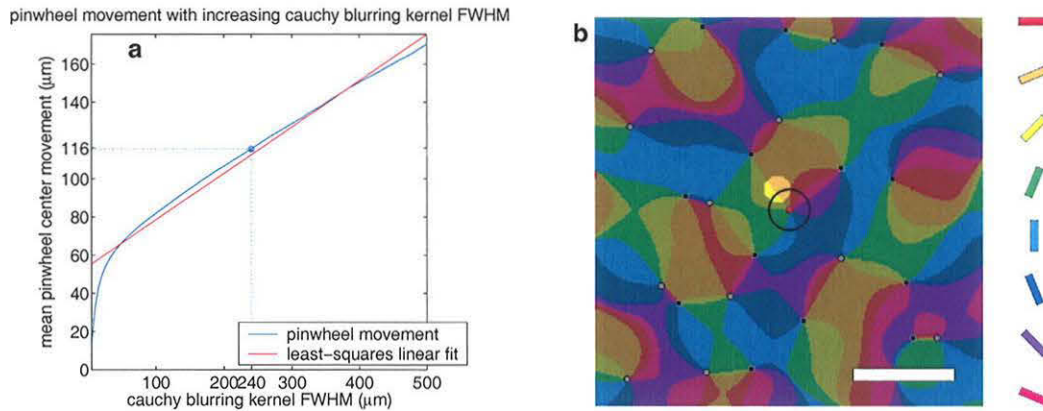 pinwheel movement with increasing cauchy blurring kernel FWHM
a
b
mean pinwheel center movement (μm)
160
140
116
100
80
60
40
20
0
100
200
240
300
400
500
pinwheel movement
least-squares linear fit
cauchy blurring kernel FWHM (μm)